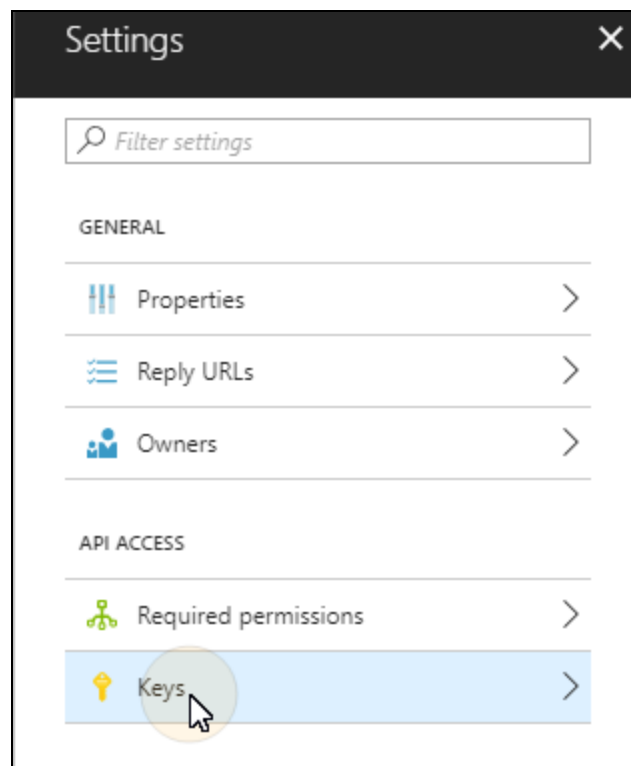 Settings
Filter settings
GENERAL
Properties
Reply URLs
Owners
API ACCESS
Required permissions
Keys